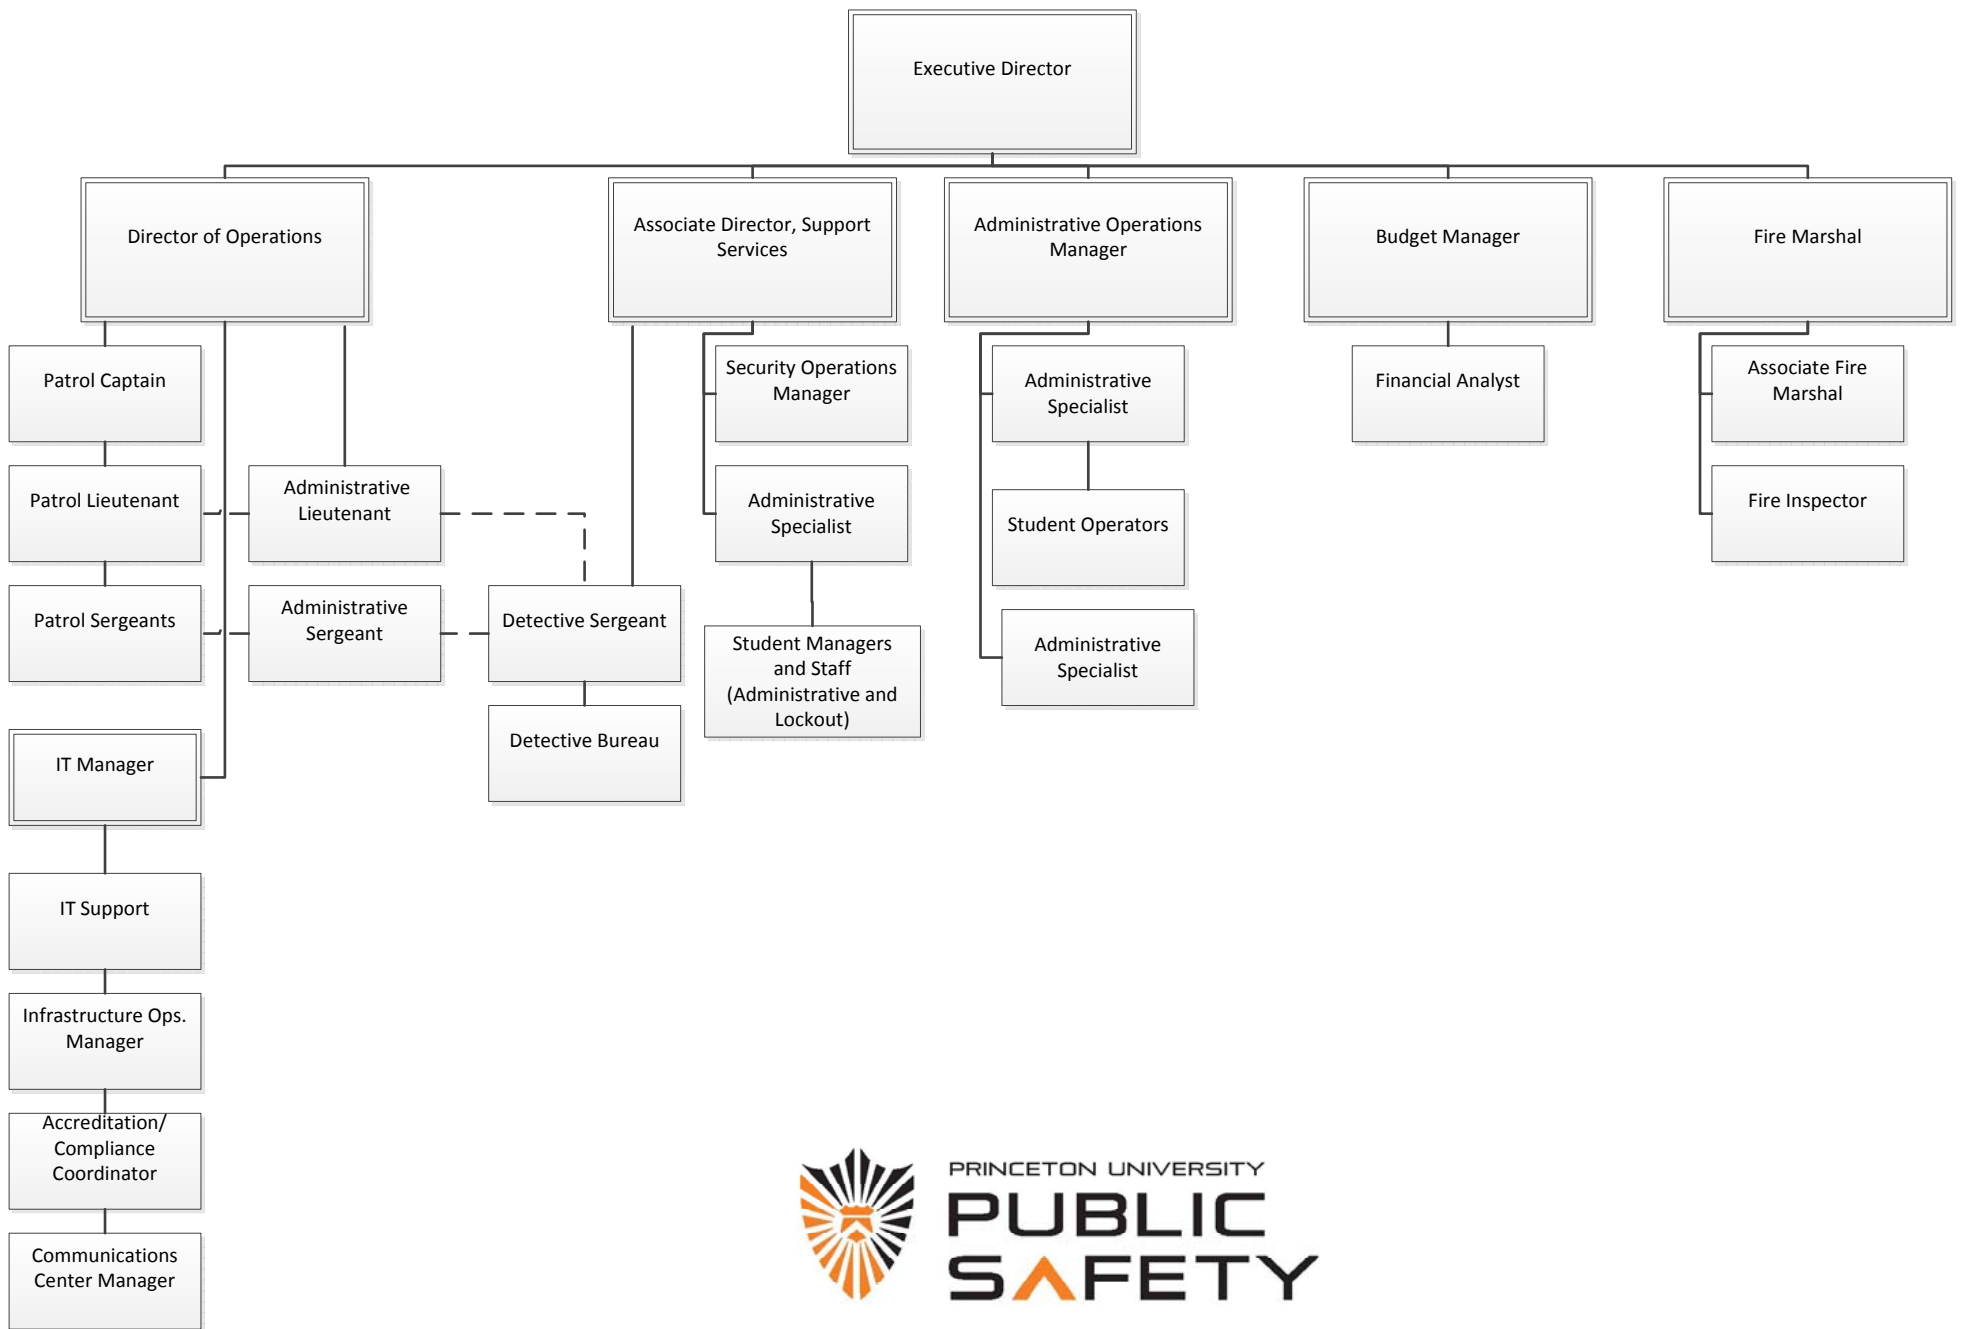 Executive Director
Director of Operations
Associate Director, Support
Services
Administrative Operations
Manager
Budget Manager
Fire Marshal
Patrol Captain
Security Operations
Manager
Administrative
Specialist
Financial Analyst
Associate Fire
Marshal
Patrol Lieutenant
Administrative
Lieutenant
Administrative
Specialist
Student Operators
Fire Inspector
Patrol Sergeants
Administrative
Sergeant
Detective Sergeant
Student Managers
and Staff
(Administrative and
Lockout)
Administrative
Specialist
Detective Bureau
IT Manager
IT Support
Infrastructure Ops.
Manager
Accreditation/
Compliance
Coordinator
Communications
Center Manager
PRINCETON UNIVERSITY
PUBLIC
SAFETY